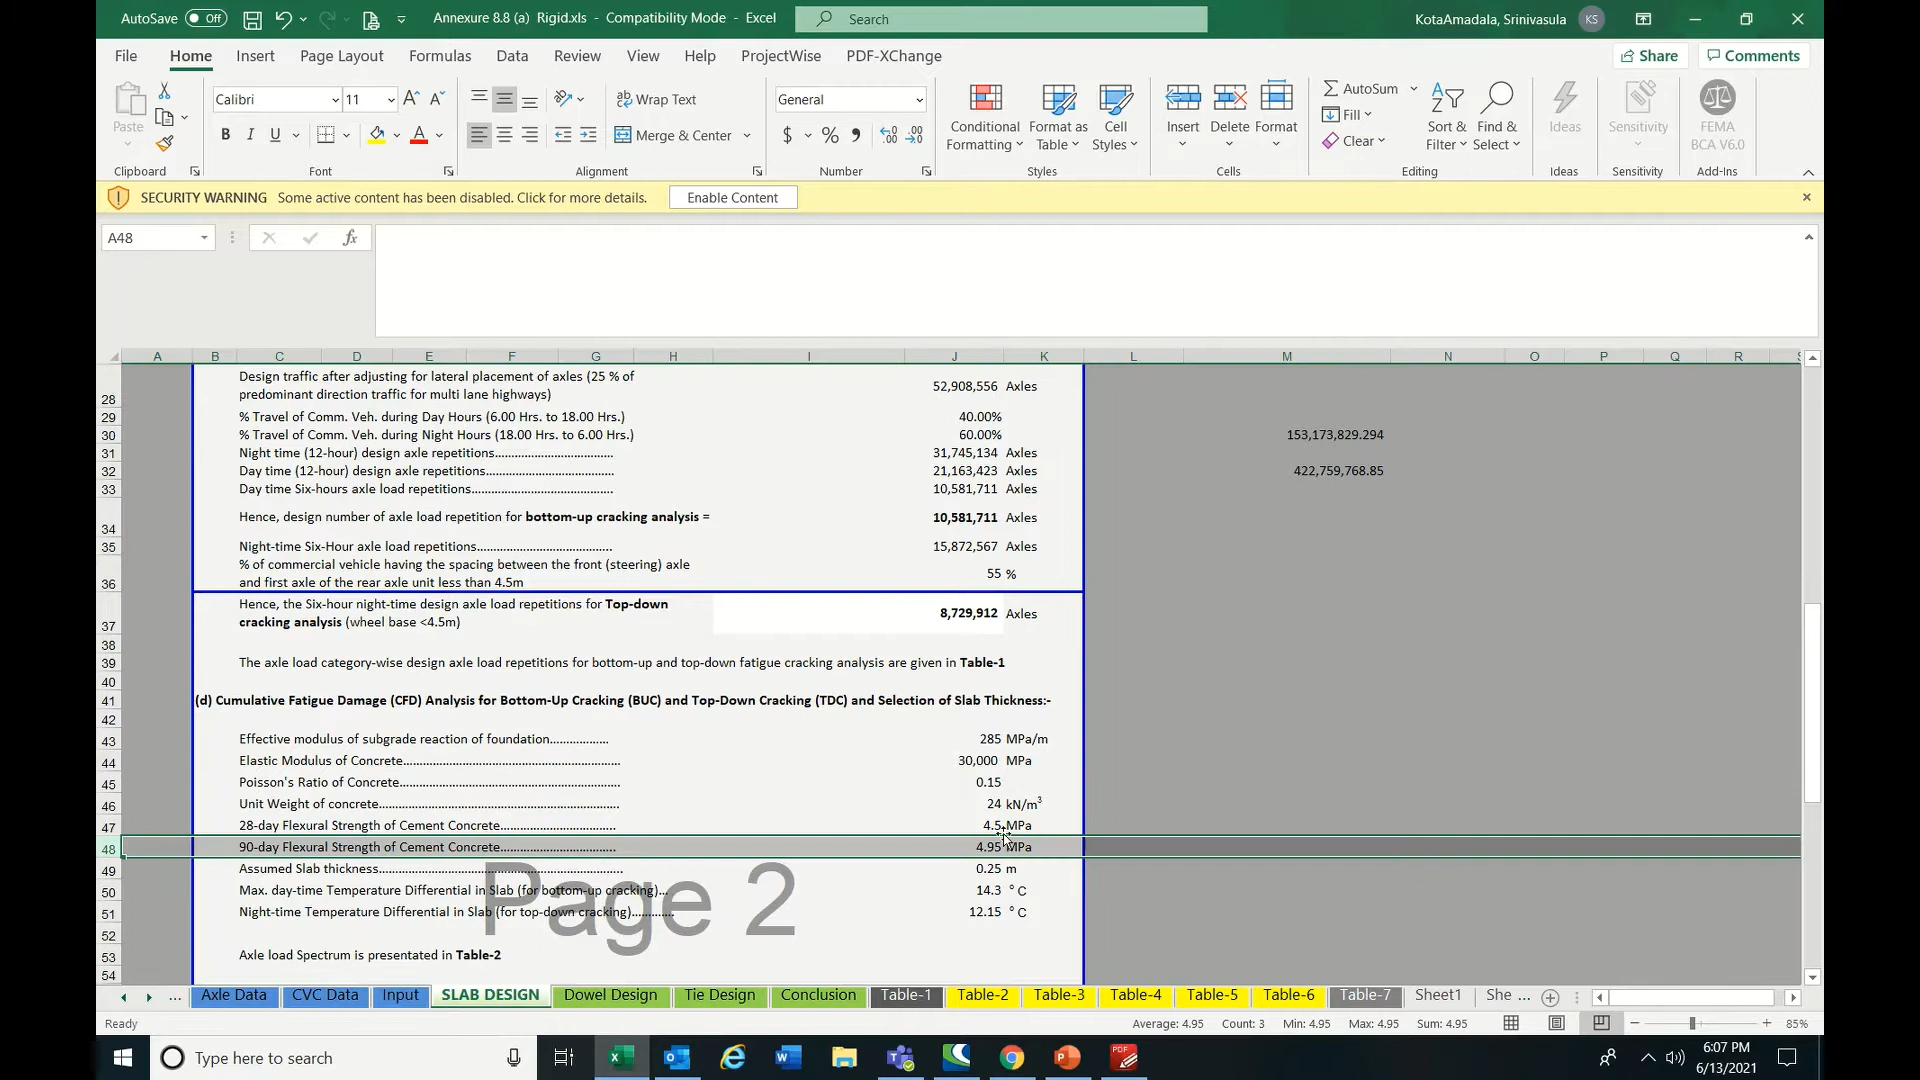 AutoSave Off Annexure 8.8 (a) Rigid.xls - Compatibility Mode - Excel Search KotaAmadala, Srinivasula KS
File Home Insert Page Layout Formulas Data Review View Help ProjectWise PDF-XChange Share Comments
Paste Calibri 11 Wrap Text General AutoSum
B I U Merge & Center $ % Fill
Conditional Formatting Format as Table Cell Styles Insert Delete Format Clear Sort & Filter Find & Select Ideas Sensitivity FEMA BCA V6.0
Clipboard Font Alignment Number Styles Cells Editing Ideas Sensitivity Add-Ins
SECURITY WARNING Some active content has been disabled. Click for more details. Enable Content
A48 fx
A B C D E F G H I J K L M N O P Q R S
Design traffic after adjusting for lateral placement of axles (25 % of
28 predominant direction traffic for multi lane highways) 52,908,556 Axles
29 % Travel of Comm. Veh. during Day Hours (6.00 Hrs. to 18.00 Hrs.) 40.00%
30 % Travel of Comm. Veh. during Night Hours (18.00 Hrs. to 6.00 Hrs.) 60.00% 153,173,829.294
31 Night time (12-hour) design axle repetitions................................ 31,745,134 Axles
32 Day time (12-hour) design axle repetitions.................................. 21,163,423 Axles 422,759,768.85
33 Day time Six-hours axle load repetitions..................................... 10,581,711 Axles
34 Hence, design number of axle load repetition for bottom-up cracking analysis = 10,581,711 Axles
35 Night-time Six-Hour axle load repetitions................................... 15,872,567 Axles
% of commercial vehicle having the spacing between the front (steering) axle
36 and first axle of the rear axle unit less than 4.5m 55 %
Hence, the Six-hour night-time design axle load repetitions for Top-down
37 cracking analysis (wheel base <4.5m) 8,729,912 Axles
38
39 The axle load category-wise design axle load repetitions for bottom-up and top-down fatigue cracking analysis are given in Table-1
40
41 (d) Cumulative Fatigue Damage (CFD) Analysis for Bottom-Up Cracking (BUC) and Top-Down Cracking (TDC) and Selection of Slab Thickness:-
42
43 Effective modulus of subgrade reaction of foundation................. 285 MPa/m
44 Elastic Modulus of Concrete.......................................................... 30,000 MPa
45 Poisson's Ratio of Concrete........................................................... 0.15
46 Unit Weight of concrete................................................................ 24 kN/m3
47 28-day Flexural Strength of Cement Concrete............................... 4.5 MPa
48 90-day Flexural Strength of Cement Concrete............................... 4.95 MPa
49 Assumed Slab thickness................................................................. 0.25 m
50 Max. day-time Temperature Differential in Slab (for bottom-up cracking)... 14.3 ° C
51 Night-time Temperature Differential in Slab (for top-down cracking)............ 12.15 ° C
Page 2
52
53 Axle load Spectrum is presentated in Table-2
54
... Axle Data CVC Data Input SLAB DESIGN Dowel Design Tie Design Conclusion Table-1 Table-2 Table-3 Table-4 Table-5 Table-6 Table-7 Sheet1 She ...
Ready Average: 4.95 Count: 3 Min: 4.95 Max: 4.95 Sum: 4.95 85%
Type here to search 6:07 PM
6/13/2021